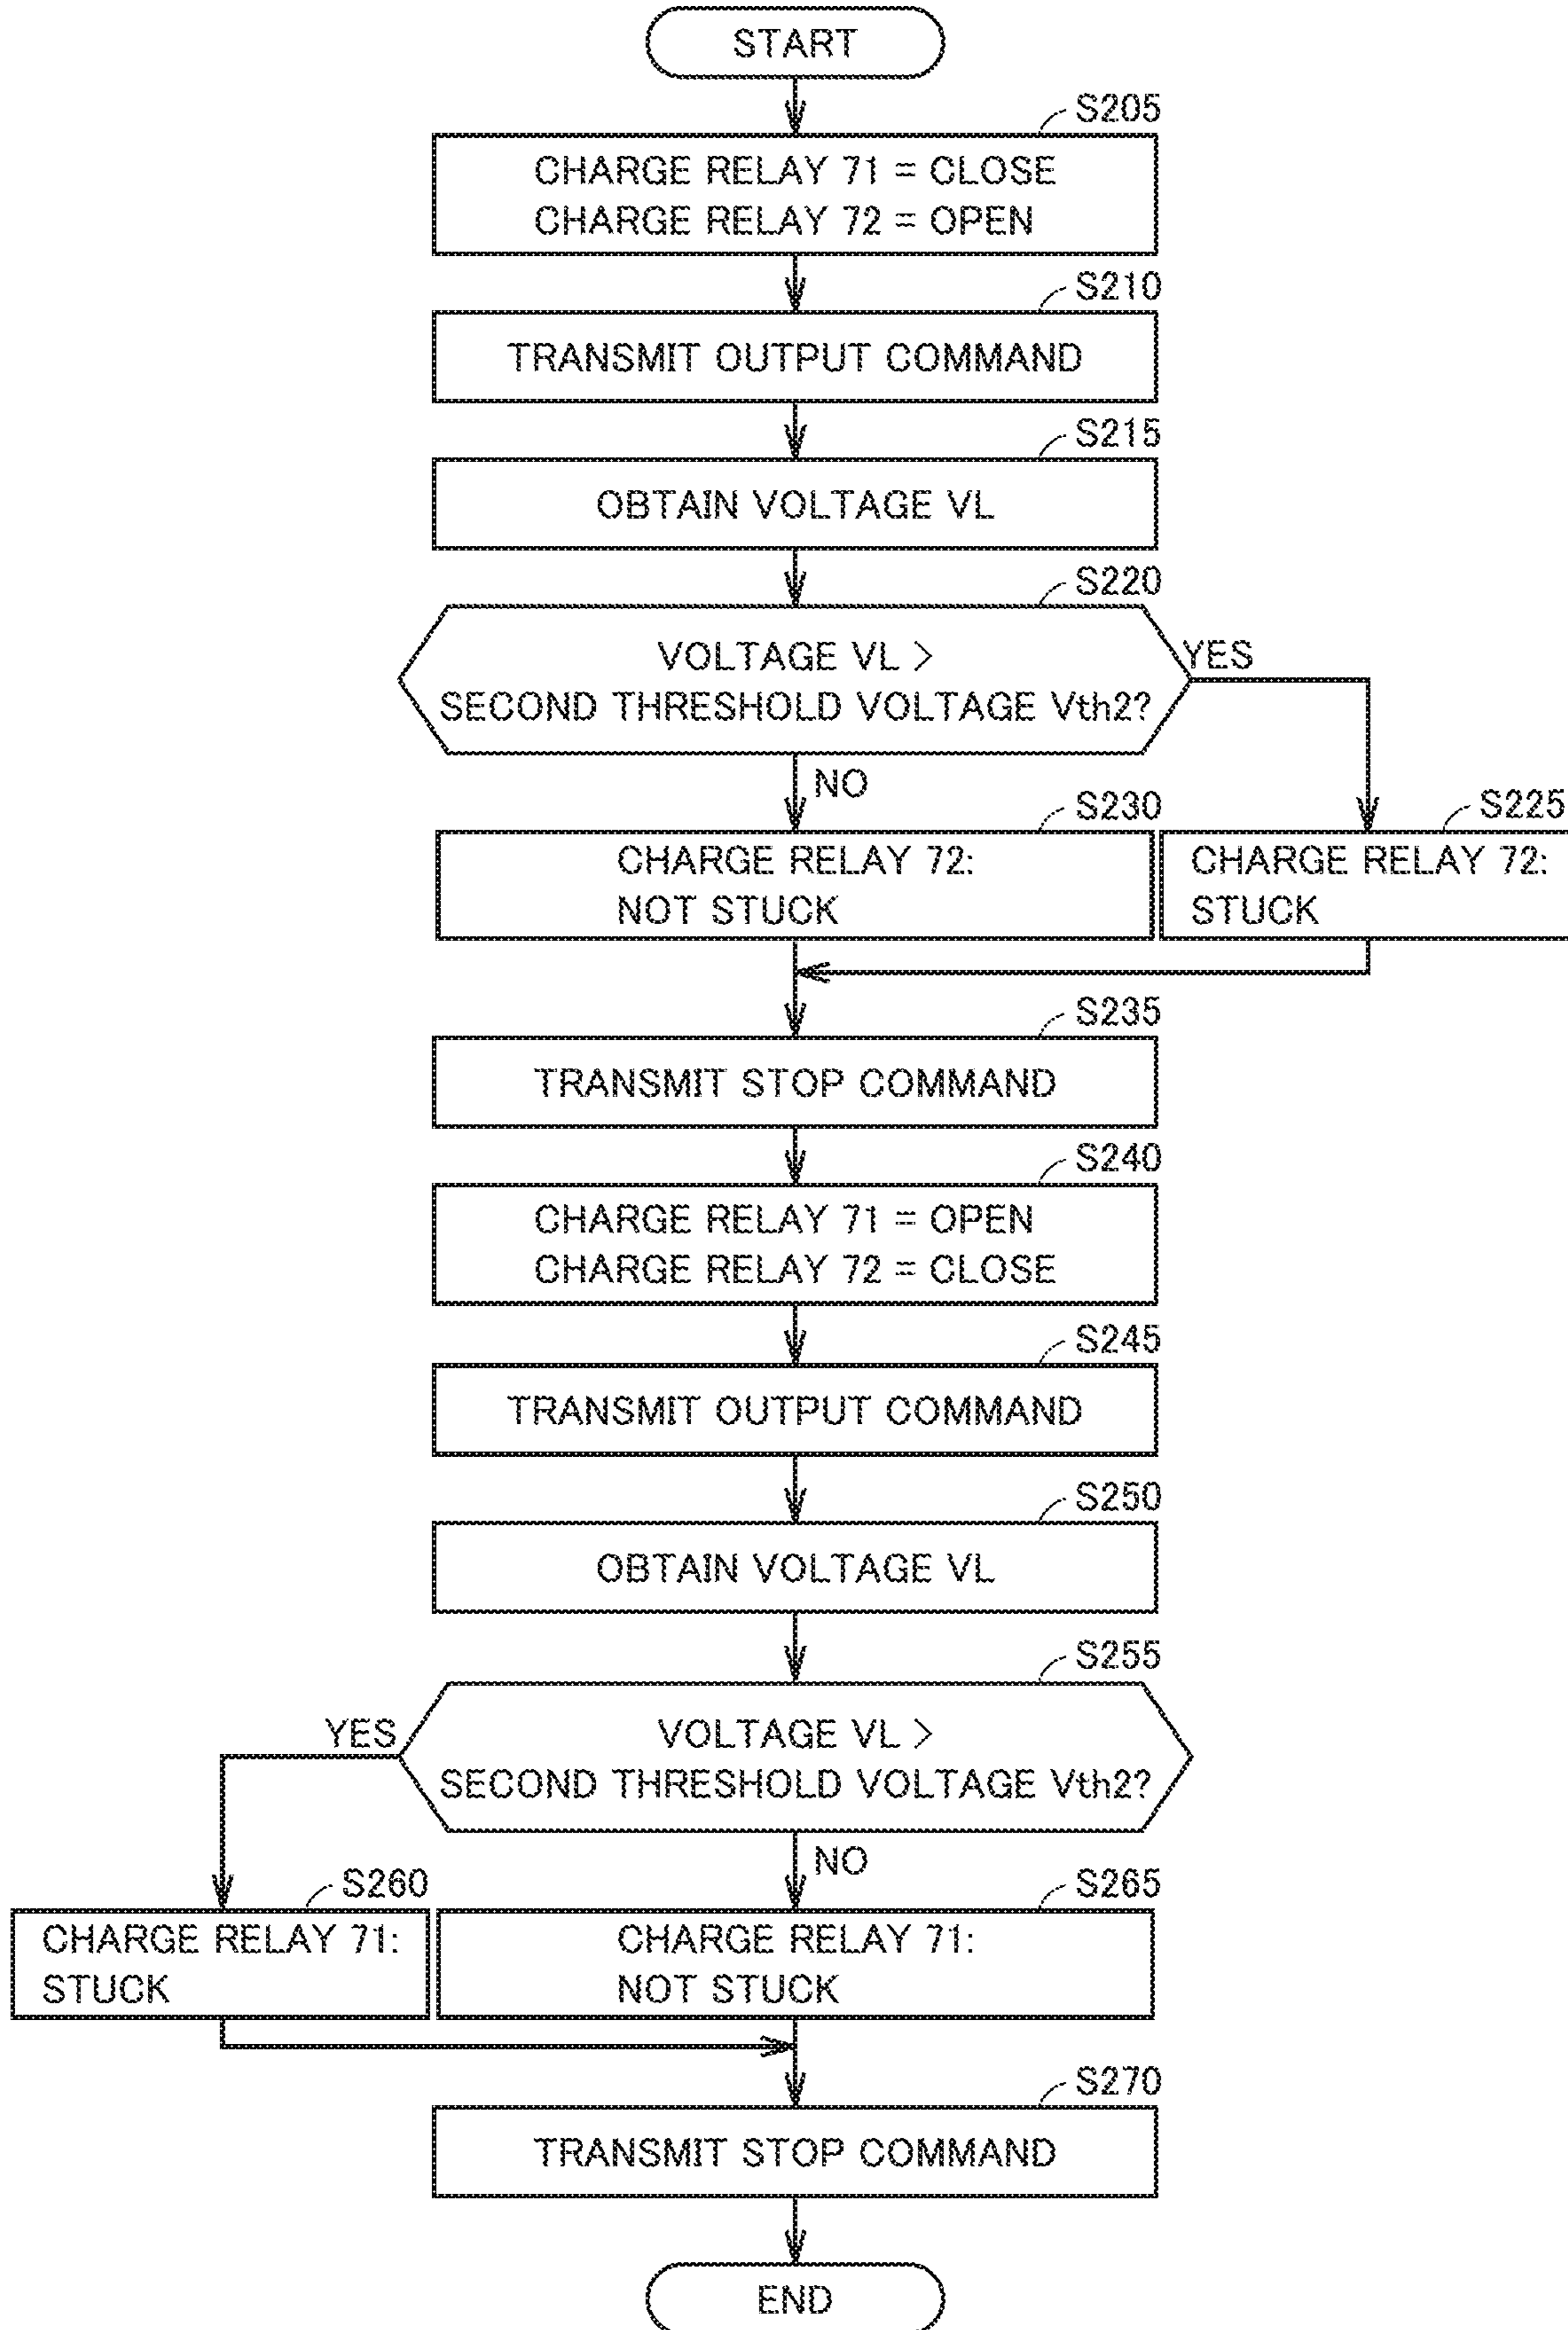 START
S205
CHARGE RELAY 71 = CLOSE
CHARGE RELAY 72 = OPEN
S210
TRANSMIT OUTPUT COMMAND
S215
OBTAIN VOLTAGE VL
S220
VOLTAGE VL >
SECOND THRESHOLD VOLTAGE Vth2?
YES
NO
S230
CHARGE RELAY 72:
NOT STUCK
S225
CHARGE RELAY 72:
STUCK
S235
TRANSMIT STOP COMMAND
S240
CHARGE RELAY 71 = OPEN
CHARGE RELAY 72 = CLOSE
S245
TRANSMIT OUTPUT COMMAND
S250
OBTAIN VOLTAGE VL
S255
YES
VOLTAGE VL >
SECOND THRESHOLD VOLTAGE Vth2?
NO
S260
CHARGE RELAY 71:
STUCK
S265
CHARGE RELAY 71:
NOT STUCK
S270
TRANSMIT STOP COMMAND
END